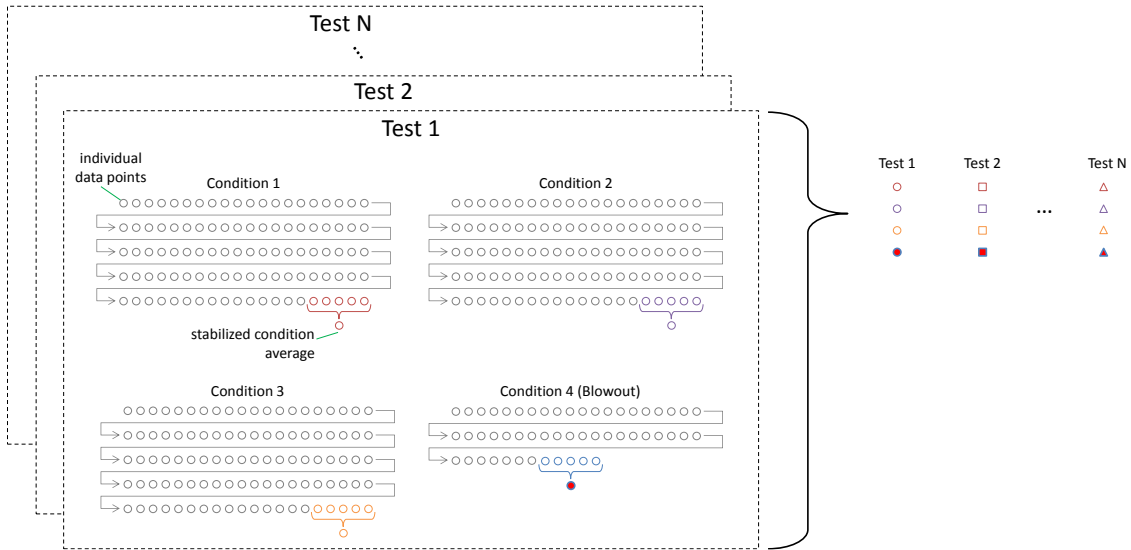 Test N
...
Test 2
Test 1
individual
data points
Condition 1
Condition 2
stabilized condition
average
Condition 3
Condition 4 (Blowout)
Test 1
Test 2
Test N
...